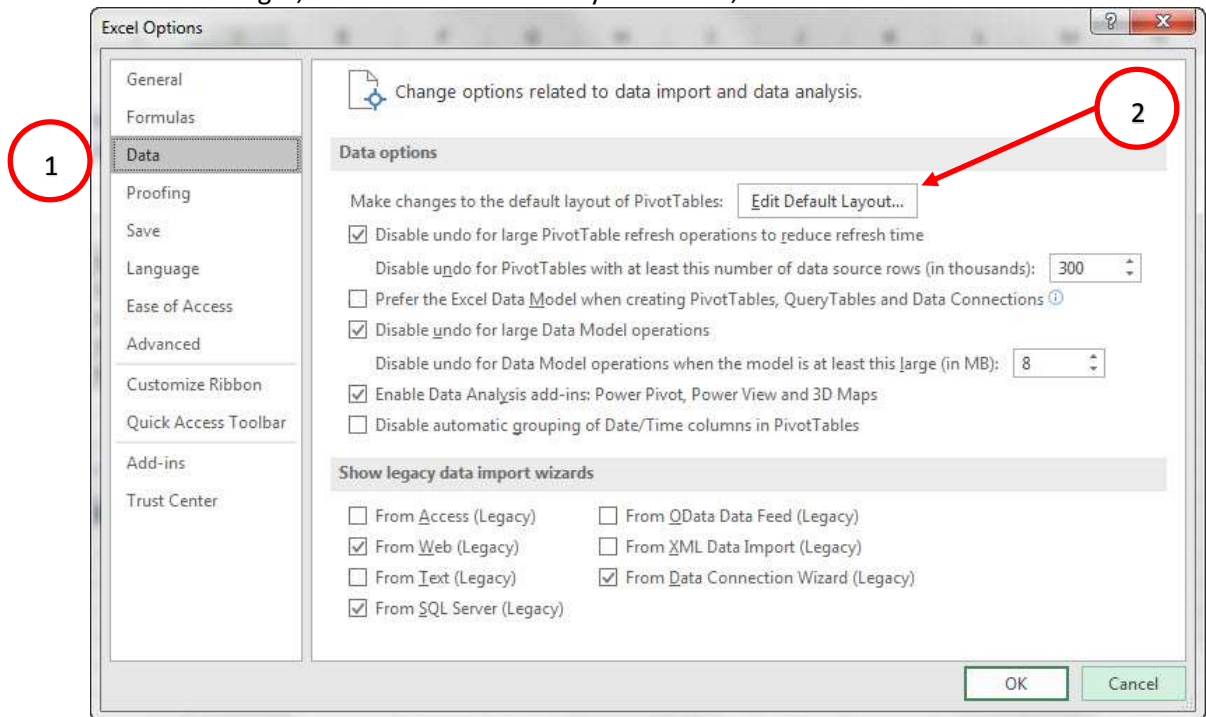 Excel Options
General
Formulas
Data
Proofing
Save
Language
Ease of Access
Advanced
Customize Ribbon
Quick Access Toolbar
Add-ins
Trust Center
1
2
Change options related to data import and data analysis.
Data options
Make changes to the default layout of PivotTables: Edit Default Layout...
Disable undo for large PivotTable refresh operations to reduce refresh time
Disable undo for PivotTables with at least this number of data source rows (in thousands): 300
Prefer the Excel Data Model when creating PivotTables, QueryTables and Data Connections
Disable undo for large Data Model operations
Disable undo for Data Model operations when the model is at least this large (in MB): 8
Enable Data Analysis add-ins: Power Pivot, Power View and 3D Maps
Disable automatic grouping of Date/Time columns in PivotTables
Show legacy data import wizards
From Access (Legacy) From OData Data Feed (Legacy)
From Web (Legacy) From XML Data Import (Legacy)
From Text (Legacy) From Data Connection Wizard (Legacy)
From SQL Server (Legacy)
OK Cancel